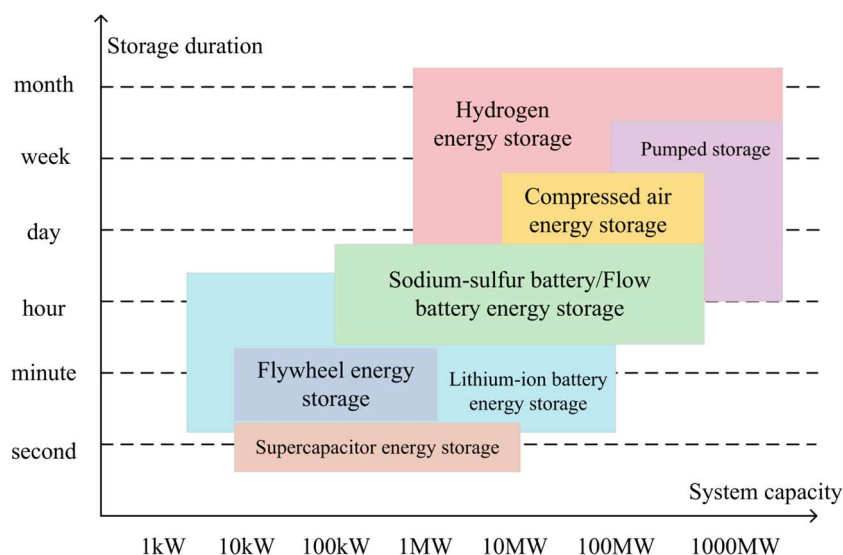 Storage duration
month
Hydrogen
energy storage
week
Pumped storage
Compressed air
energy storage
day
Sodium-sulfur battery/Flow
battery energy storage
hour
minute
Flywheel energy
storage
Lithium-ion battery
energy storage
second
Supercapacitor energy storage
System capacity
1kW 10kW 100kW 1MW 10MW 100MW 1000MW